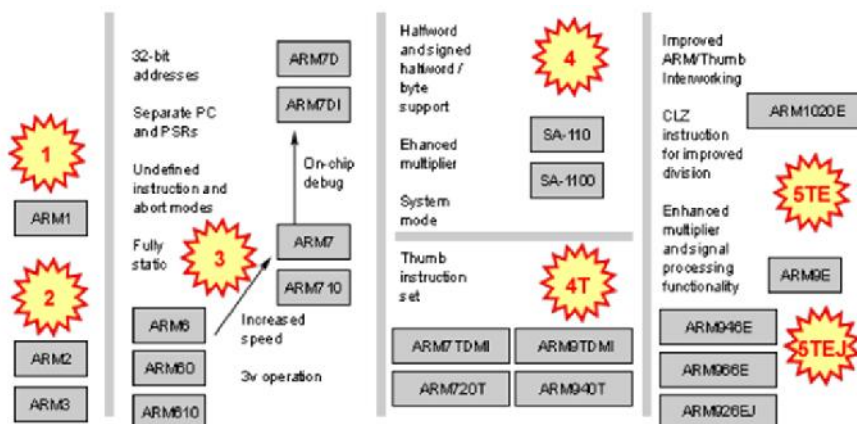 1
ARM1
2
ARM2
ARM3
32-bit
addresses
Separate PC
and PSRs
Undefined
instruction and
abort modes
Fully
static
3
ARM6
ARM60
ARM610
ARM7D
ARM7DI
On-chip
debug
ARM7
ARM710
Increased
speed
3v operation
Halfword
and signed
halfword /
byte
support
Ehanced
multiplier
System
mode
4
SA-110
SA-1100
Thumb
instruction
set
4T
ARM7TDMI
ARM9TDMI
ARM720T
ARM940T
Improved
ARM/Thumb
Interworking
CLZ
instruction
for improved
division
Enhanced
multiplier
and signal
processing
functionality
ARM1020E
5TE
ARM9E
ARM946E
ARM966E
ARM926EJ
5TEJ